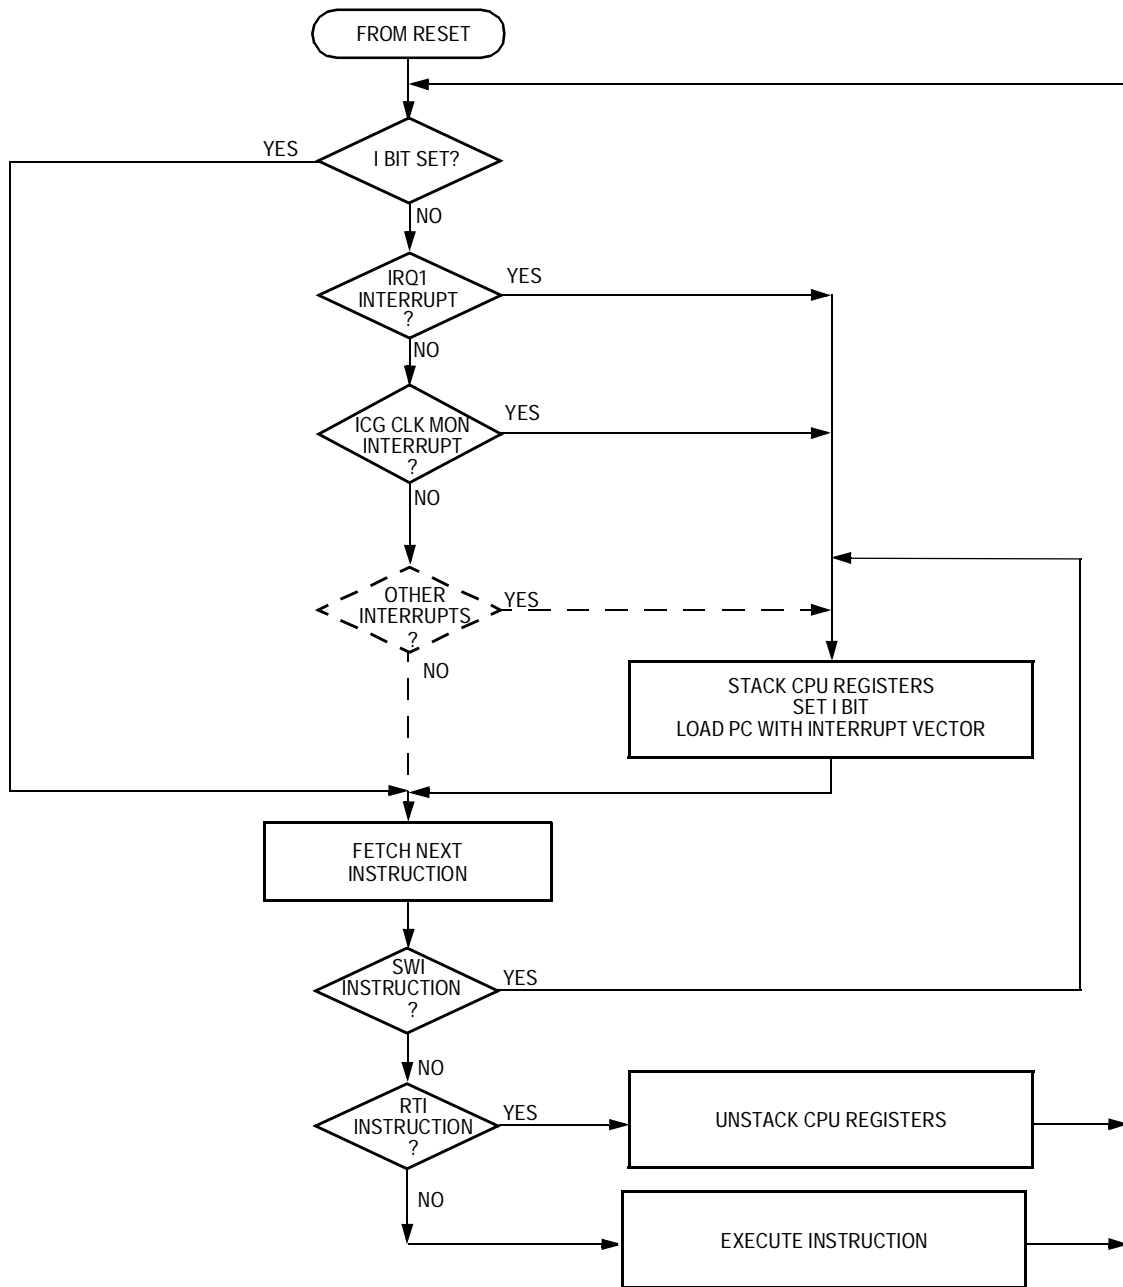 FROM RESET
YES
I BIT SET?
NO
IRQ1
INTERRUPT
?
YES
NO
ICG CLK MON
INTERRUPT
?
YES
NO
OTHER
INTERRUPTS
?
YES
NO
STACK CPU REGISTERS
SET I BIT
LOAD PC WITH INTERRUPT VECTOR
FETCH NEXT
INSTRUCTION
SWI
INSTRUCTION
?
YES
NO
RTI
INSTRUCTION
?
YES
UNSTACK CPU REGISTERS
NO
EXECUTE INSTRUCTION